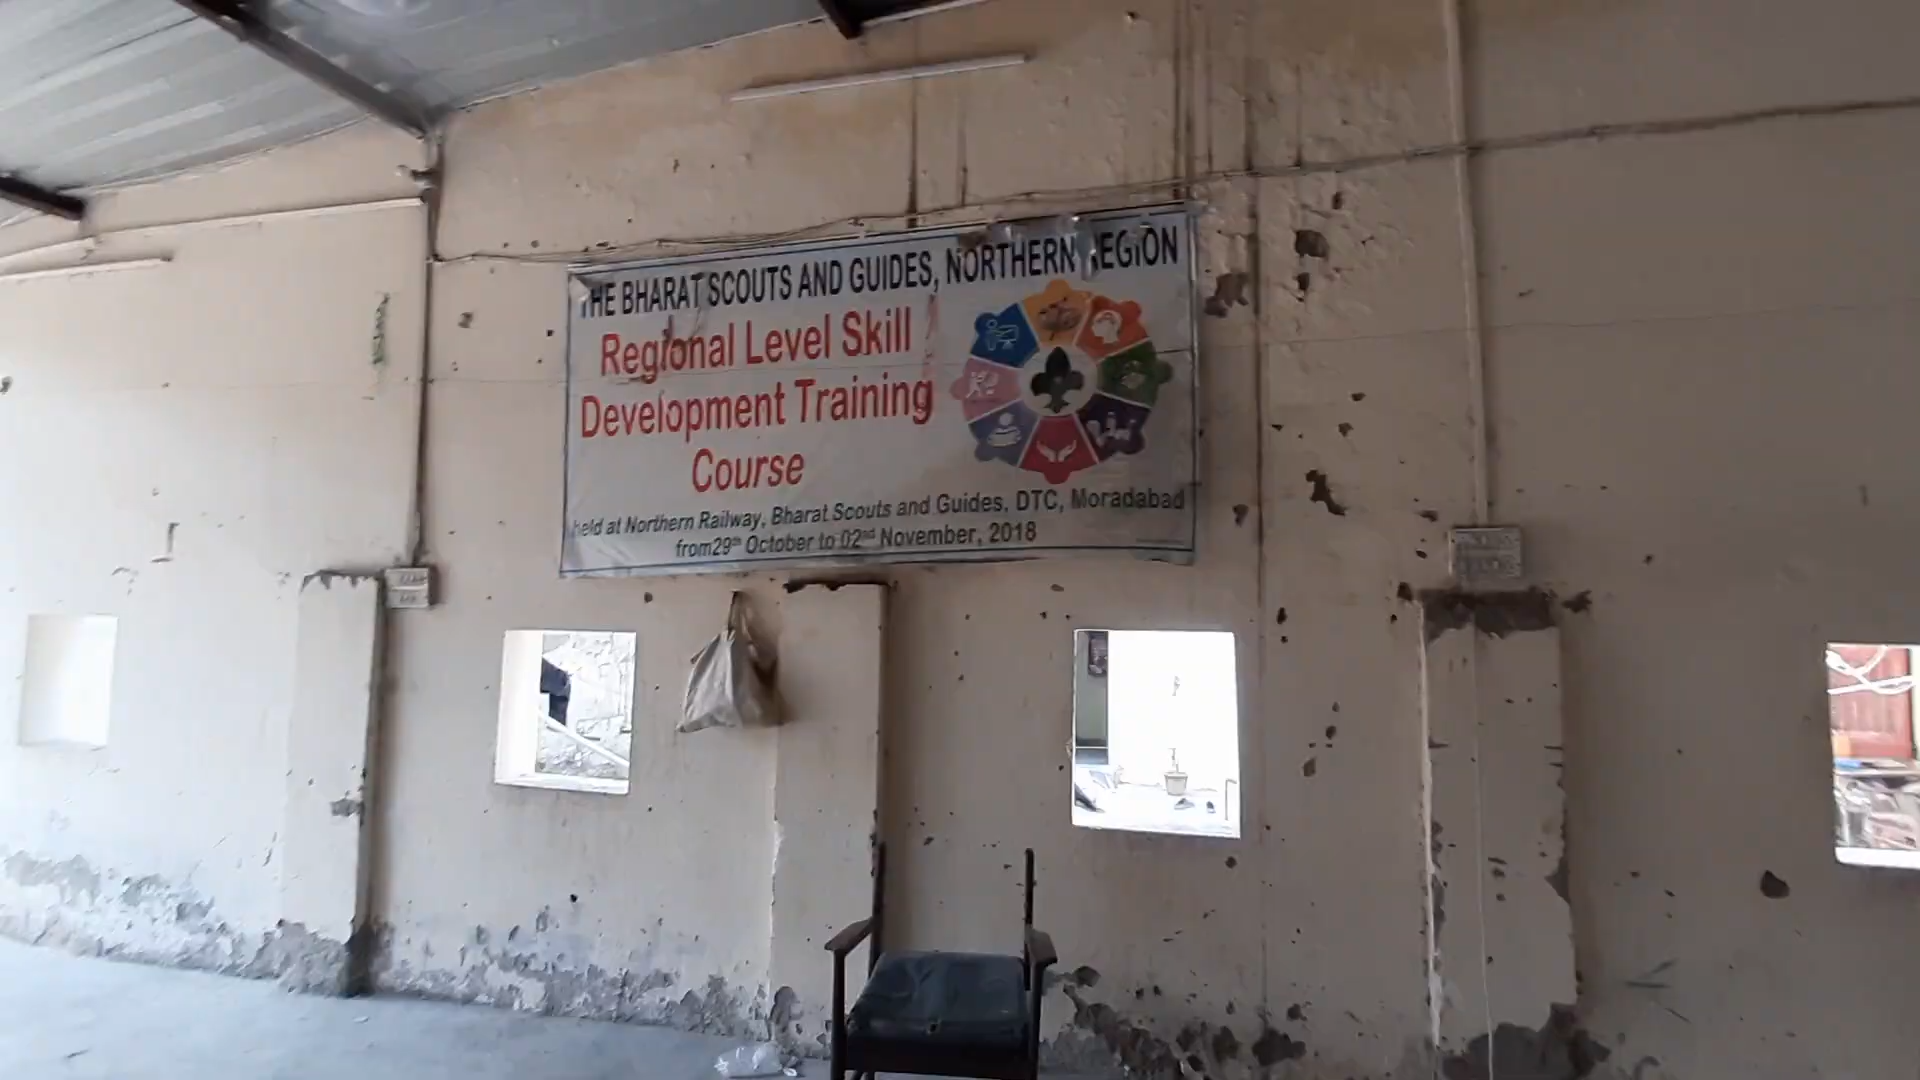 THE BHARAT SCOUTS AND GUIDES, NORTHERN REGION
Regional Level Skill
Development Training
Course
held at Northern Railway, Bharat Scouts and Guides, DTC, Moradabad
from29th October to 02nd November, 2018